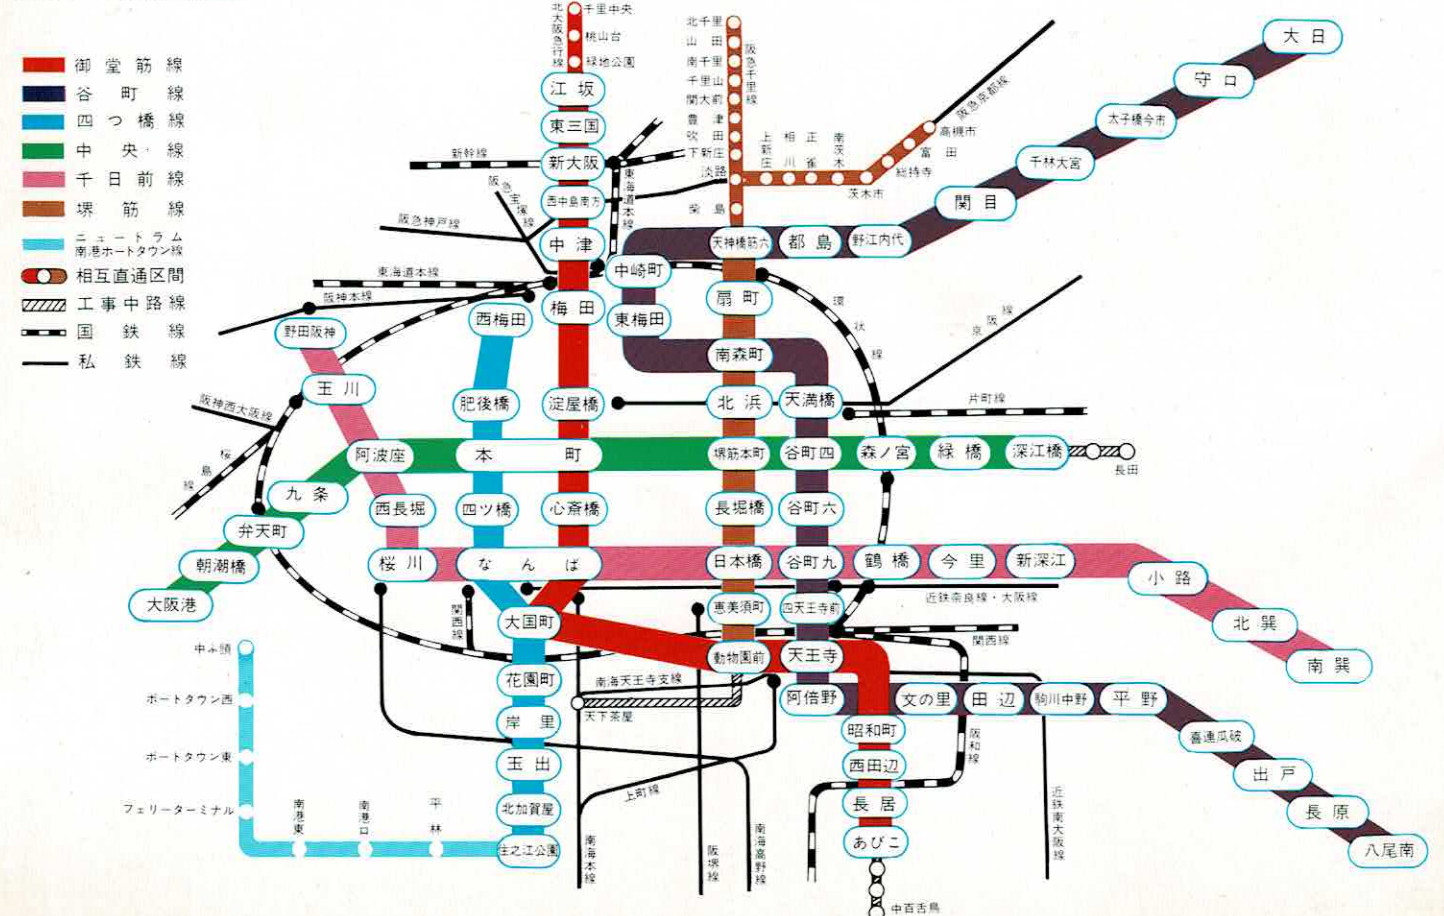 御堂筋線
谷町線
四つ橋線
中央線
千日前線
堺筋線
ニュートラム
南港ポートタウン線
相互直通区間
工事中路線
国鉄線
私鉄線
北大阪急行線
千里中央
桃山台
緑地公園
江坂
東三国
新大阪
西中島南方
中津
梅田
淀屋橋
本町
心斎橋
なんば
大国町
動物園前
天王寺
昭和町
西田辺
長居
あびこ
中百舌鳥
新幹線
東海道本線
阪急宝塚線
阪急神戸線
東海道本線
阪神本線
阪神西大阪線
桜島線
北千里
山田
南千里
千里山
関大前
豊津
吹田
下新庄
淡路
柴島
阪急千里線
上新庄
相川
正雀
南茨木
茨木市
総持寺
富田
高槻市
阪急京都線
大日
守口
太子橋今市
千林大宮
関目
野江内代
都島
天神橋筋六
中崎町
東梅田
扇町
南森町
北浜
天満橋
環状線
京阪線
片町線
堺筋本町
谷町四
森ノ宮
緑橋
深江橋
長田
長堀橋
谷町六
日本橋
谷町九
鶴橋
今里
新深江
小路
北巽
南巽
恵美須町
四天王寺前
近鉄奈良線・大阪線
関西線
野田阪神
玉川
阿波座
西長堀
桜川
九条
弁天町
朝潮橋
大阪港
西梅田
肥後橋
四ツ橋
関西線
花園町
岸里
玉出
北加賀屋
住之江公園
南海天王寺支線
天下茶屋
上町線
南海本線
阪堺線
南海高野線
阪和線
近鉄南大阪線
阿倍野
文の里
田辺
駒川中野
平野
喜連瓜破
出戸
長原
八尾南
中ふ頭
ポートタウン西
ポートタウン東
フェリーターミナル
南港東
南港口
平林